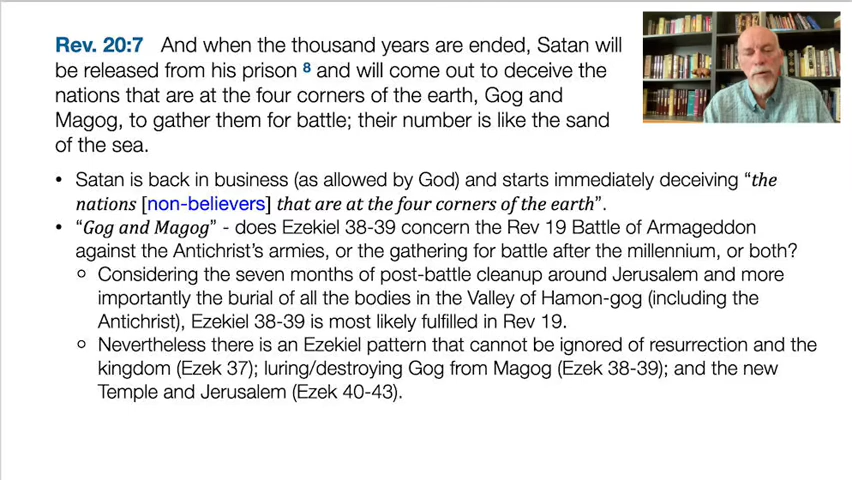 Rev. 20:7 And when the thousand years are ended, Satan will
be released from his prison 8 and will come out to deceive the
nations that are at the four corners of the earth, Gog and
Magog, to gather them for battle; their number is like the sand
of the sea.
• Satan is back in business (as allowed by God) and starts immediately deceiving “the
nations [non-believers] that are at the four corners of the earth”.
• “Gog and Magog” - does Ezekiel 38-39 concern the Rev 19 Battle of Armageddon
against the Antichrist's armies, or the gathering for battle after the millennium, or both?
○ Considering the seven months of post-battle cleanup around Jerusalem and more
importantly the burial of all the bodies in the Valley of Hamon-gog (including the
Antichrist), Ezekiel 38-39 is most likely fulfilled in Rev 19.
○ Nevertheless there is an Ezekiel pattern that cannot be ignored of resurrection and the
kingdom (Ezek 37); luring/destroying Gog from Magog (Ezek 38-39); and the new
Temple and Jerusalem (Ezek 40-43).